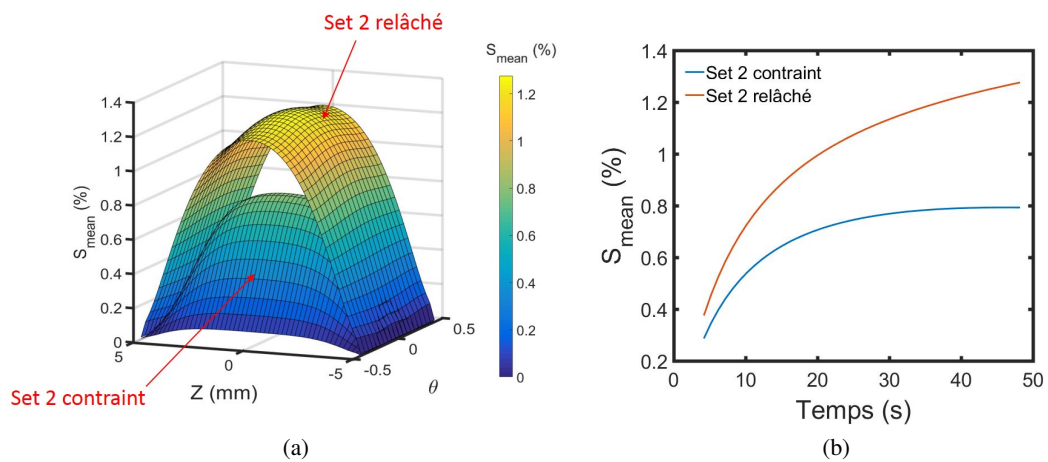 Set 2 relâché
S_mean (%)
1.4
1.2
1
0.8
0.6
0.4
0.2
0
S_mean (%)
5
0
-5
Z (mm)
-0.5
0
0.5
θ
1.2
1
0.8
0.6
0.4
0.2
0
Set 2 contraint
(a)
1.4
1.2
1
0.8
0.6
0.4
0.2
S_mean (%)
Set 2 contraint
Set 2 relâché
0 10 20 30 40 50
Temps (s)
(b)